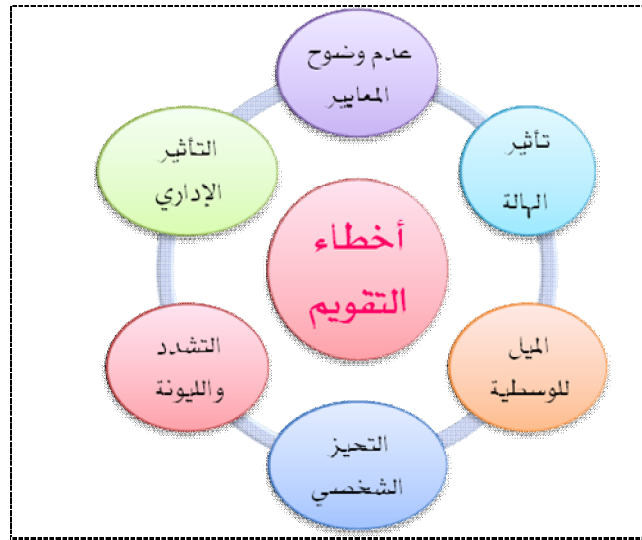 عدم وضوح
المعايير
تأثير
الهالة
الميل
للوسطية
التحيز
الشخصي
التشدد
والليونة
التأثير
الإداري
أخطاء
التقويم